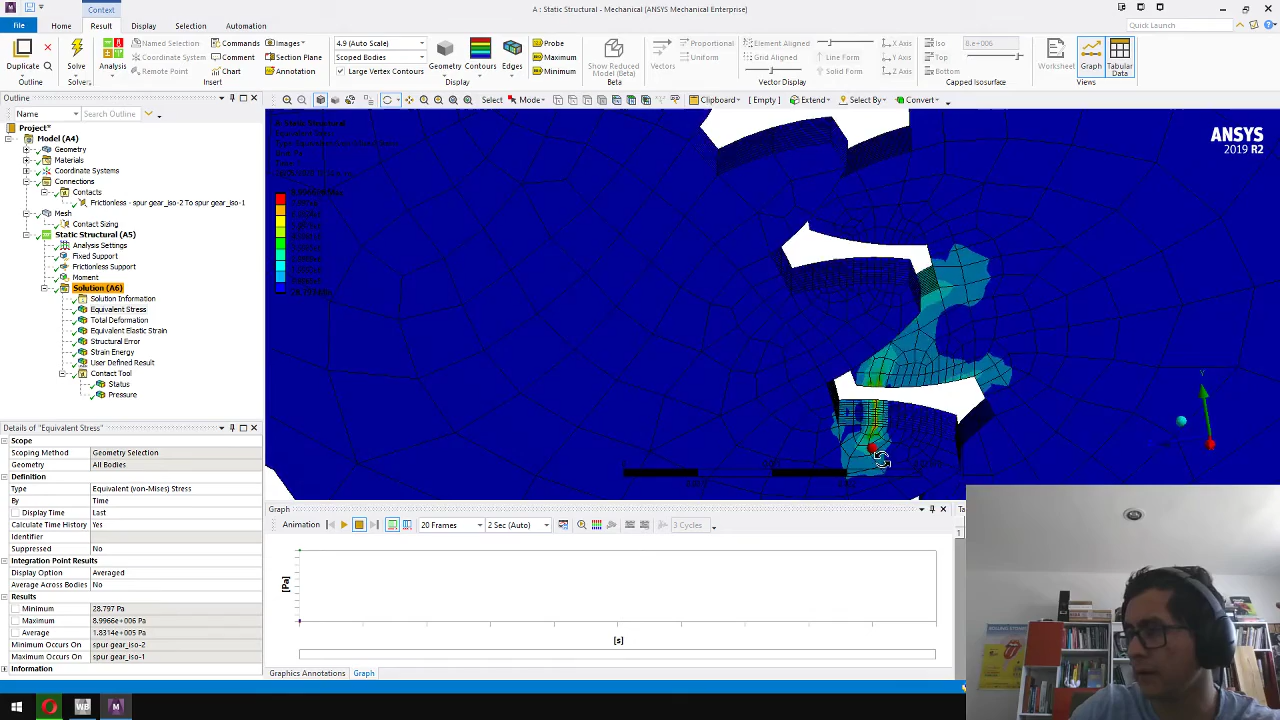 A : Static Structural - Mechanical (ANSYS Mechanical Enterprise)
Context
File
Home
Result
Display
Selection
Automation
Quick Launch
Duplicate
Outline
Solve
Solver
Analysis
Named Selection
Coordinate System
Remote Point
Insert
Commands
Comment
Chart
Images
Section Plane
Annotation
4.9 (Auto Scale)
Scoped Bodies
Vertex Contours
Geometry
Contours
Edges
Display
Probe
Maximum
Minimum
Show Reduced
Model (Beta)
Beta
Vectors
Proportional
Uniform
Element Aligned
Grid Aligned
Line Form
Solid Form
Vector Display
X Axis
Y Axis
Z Axis
Iso
Top
Bottom
8.e+006
Capped Isosurface
Worksheet
Graph
Tabular
Data
Views
Outline
Name
Search Outline
Select
Mode
Clipboard
[ Empty ]
Extend
Select By
Convert
Project*
Model (A4)
Geometry
Materials
Coordinate Systems
Connections
Contacts
Frictionless - spur gear_iso-2 To spur gear_iso-1
Mesh
Contact Sizing
Static Structural (A5)
Analysis Settings
Fixed Support
Frictionless Support
Moment
Solution (A6)
Solution Information
Equivalent Stress
Total Deformation
Equivalent Elastic Strain
Structural Error
Strain Energy
User Defined Result
Contact Tool
Status
Pressure
ANSYS
2019 R2
Y
Details of "Equivalent Stress"
Scope
Scoping Method Geometry Selection
Geometry All Bodies
Definition
Type Equivalent (von-Mises) Stress
By Time
Display Time Last
Calculate Time History Yes
Identifier
Suppressed No
Integration Point Results
Display Option Averaged
Average Across Bodies No
Results
Minimum 28.797 Pa
Maximum 8.9966e+006 Pa
Average 1.8314e+005 Pa
Minimum Occurs On spur gear_iso-2
Maximum Occurs On spur gear_iso-1
Information
Graph
Animation
20 Frames
2 Sec (Auto)
3 Cycles
[Pa]
[s]
1
Graphics Annotations
Graph
WB
M